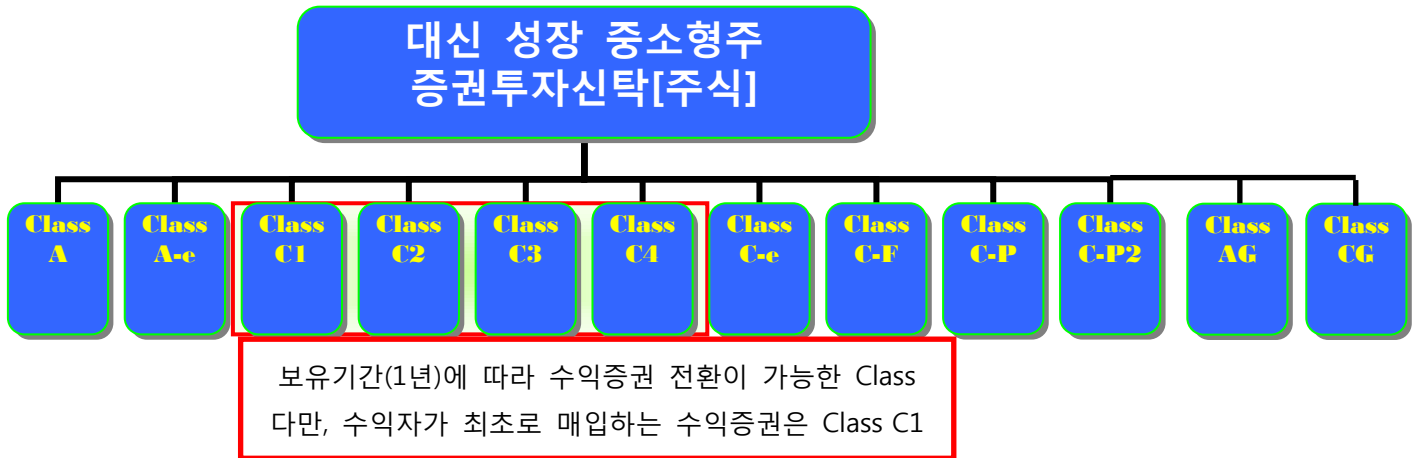 대신 성장 중소형주
증권투자신탁[주식]
Class
A
Class
A-e
Class
C1
Class
C2
Class
C3
Class
C4
Class
C-e
Class
C-F
Class
C-P
Class
C-P2
Class
AG
Class
CG
보유기간(1년)에 따라 수익증권 전환이 가능한 Class
다만, 수익자가 최초로 매입하는 수익증권은 Class C1